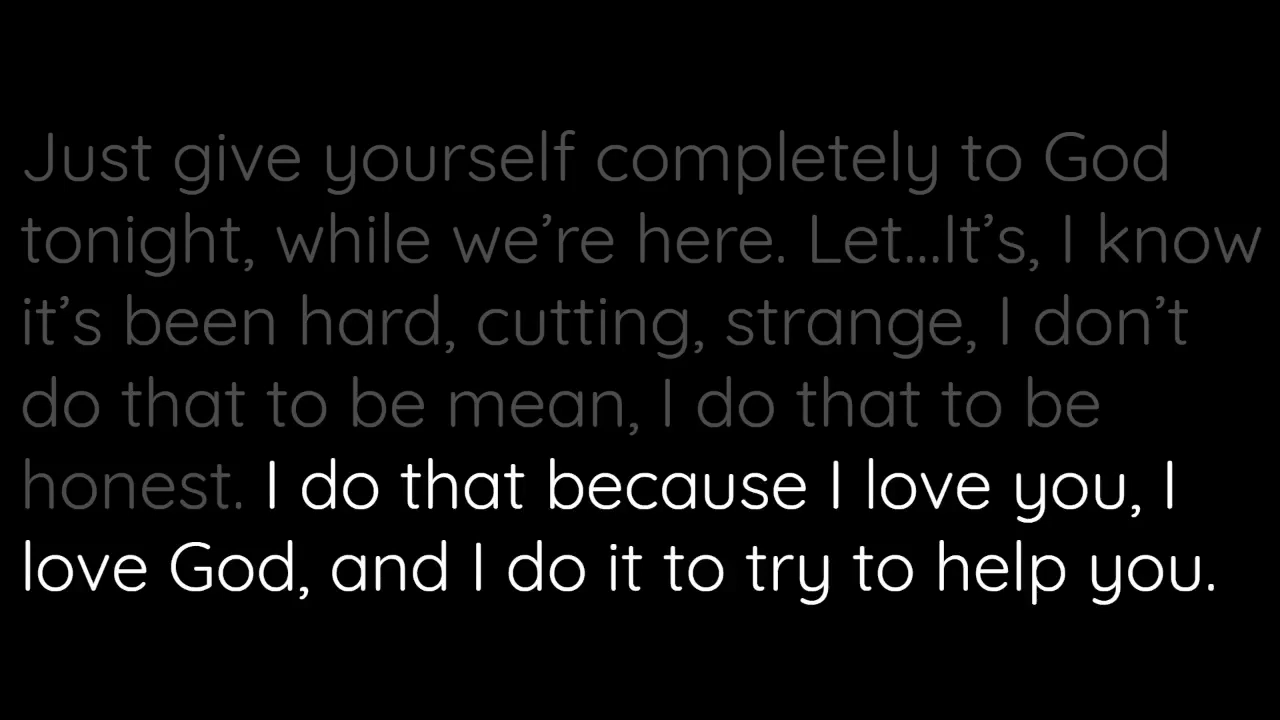 Just give yourself completely to God
tonight, while we’re here. Let...It’s, I know
it’s been hard, cutting, strange, I don’t
do that to be mean, I do that to be
honest. I do that because I love you, I
love God, and I do it to try to help you.